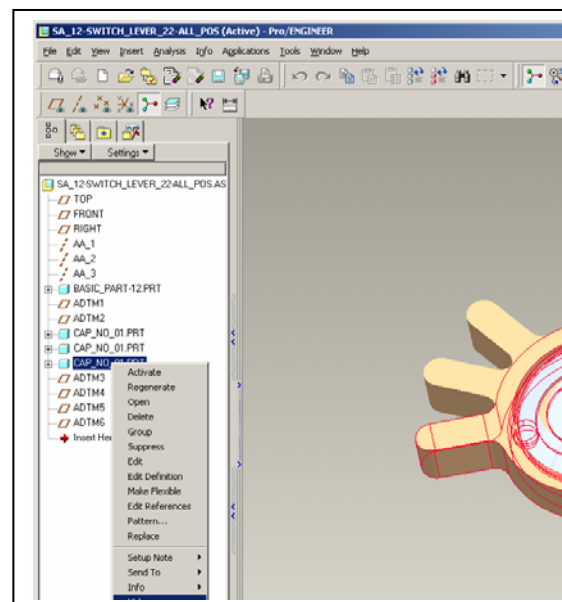 SA_12-SWITCH_LEVER_22-ALL_POS (Active) - Pro/ENGINEER
File Edit View Insert Analysis Info Applications Tools Window Help
Show Settings
SA_12-SWITCH_LEVER_22-ALL_POS.AS
TOP
FRONT
RIGHT
AA_1
AA_2
AA_3
BASIC_PART-12.PRT
ADTM1
ADTM2
CAP_NO_01.PRT
CAP_NO_01.PRT
CAP_NO_01.PRT
ADTM3
ADTM4
ADTM5
ADTM6
Insert He
Activate
Regenerate
Open
Delete
Group
Suppress
Edit
Edit Definition
Make Flexible
Edit References
Pattern...
Replace
Setup Note
Send To
Info